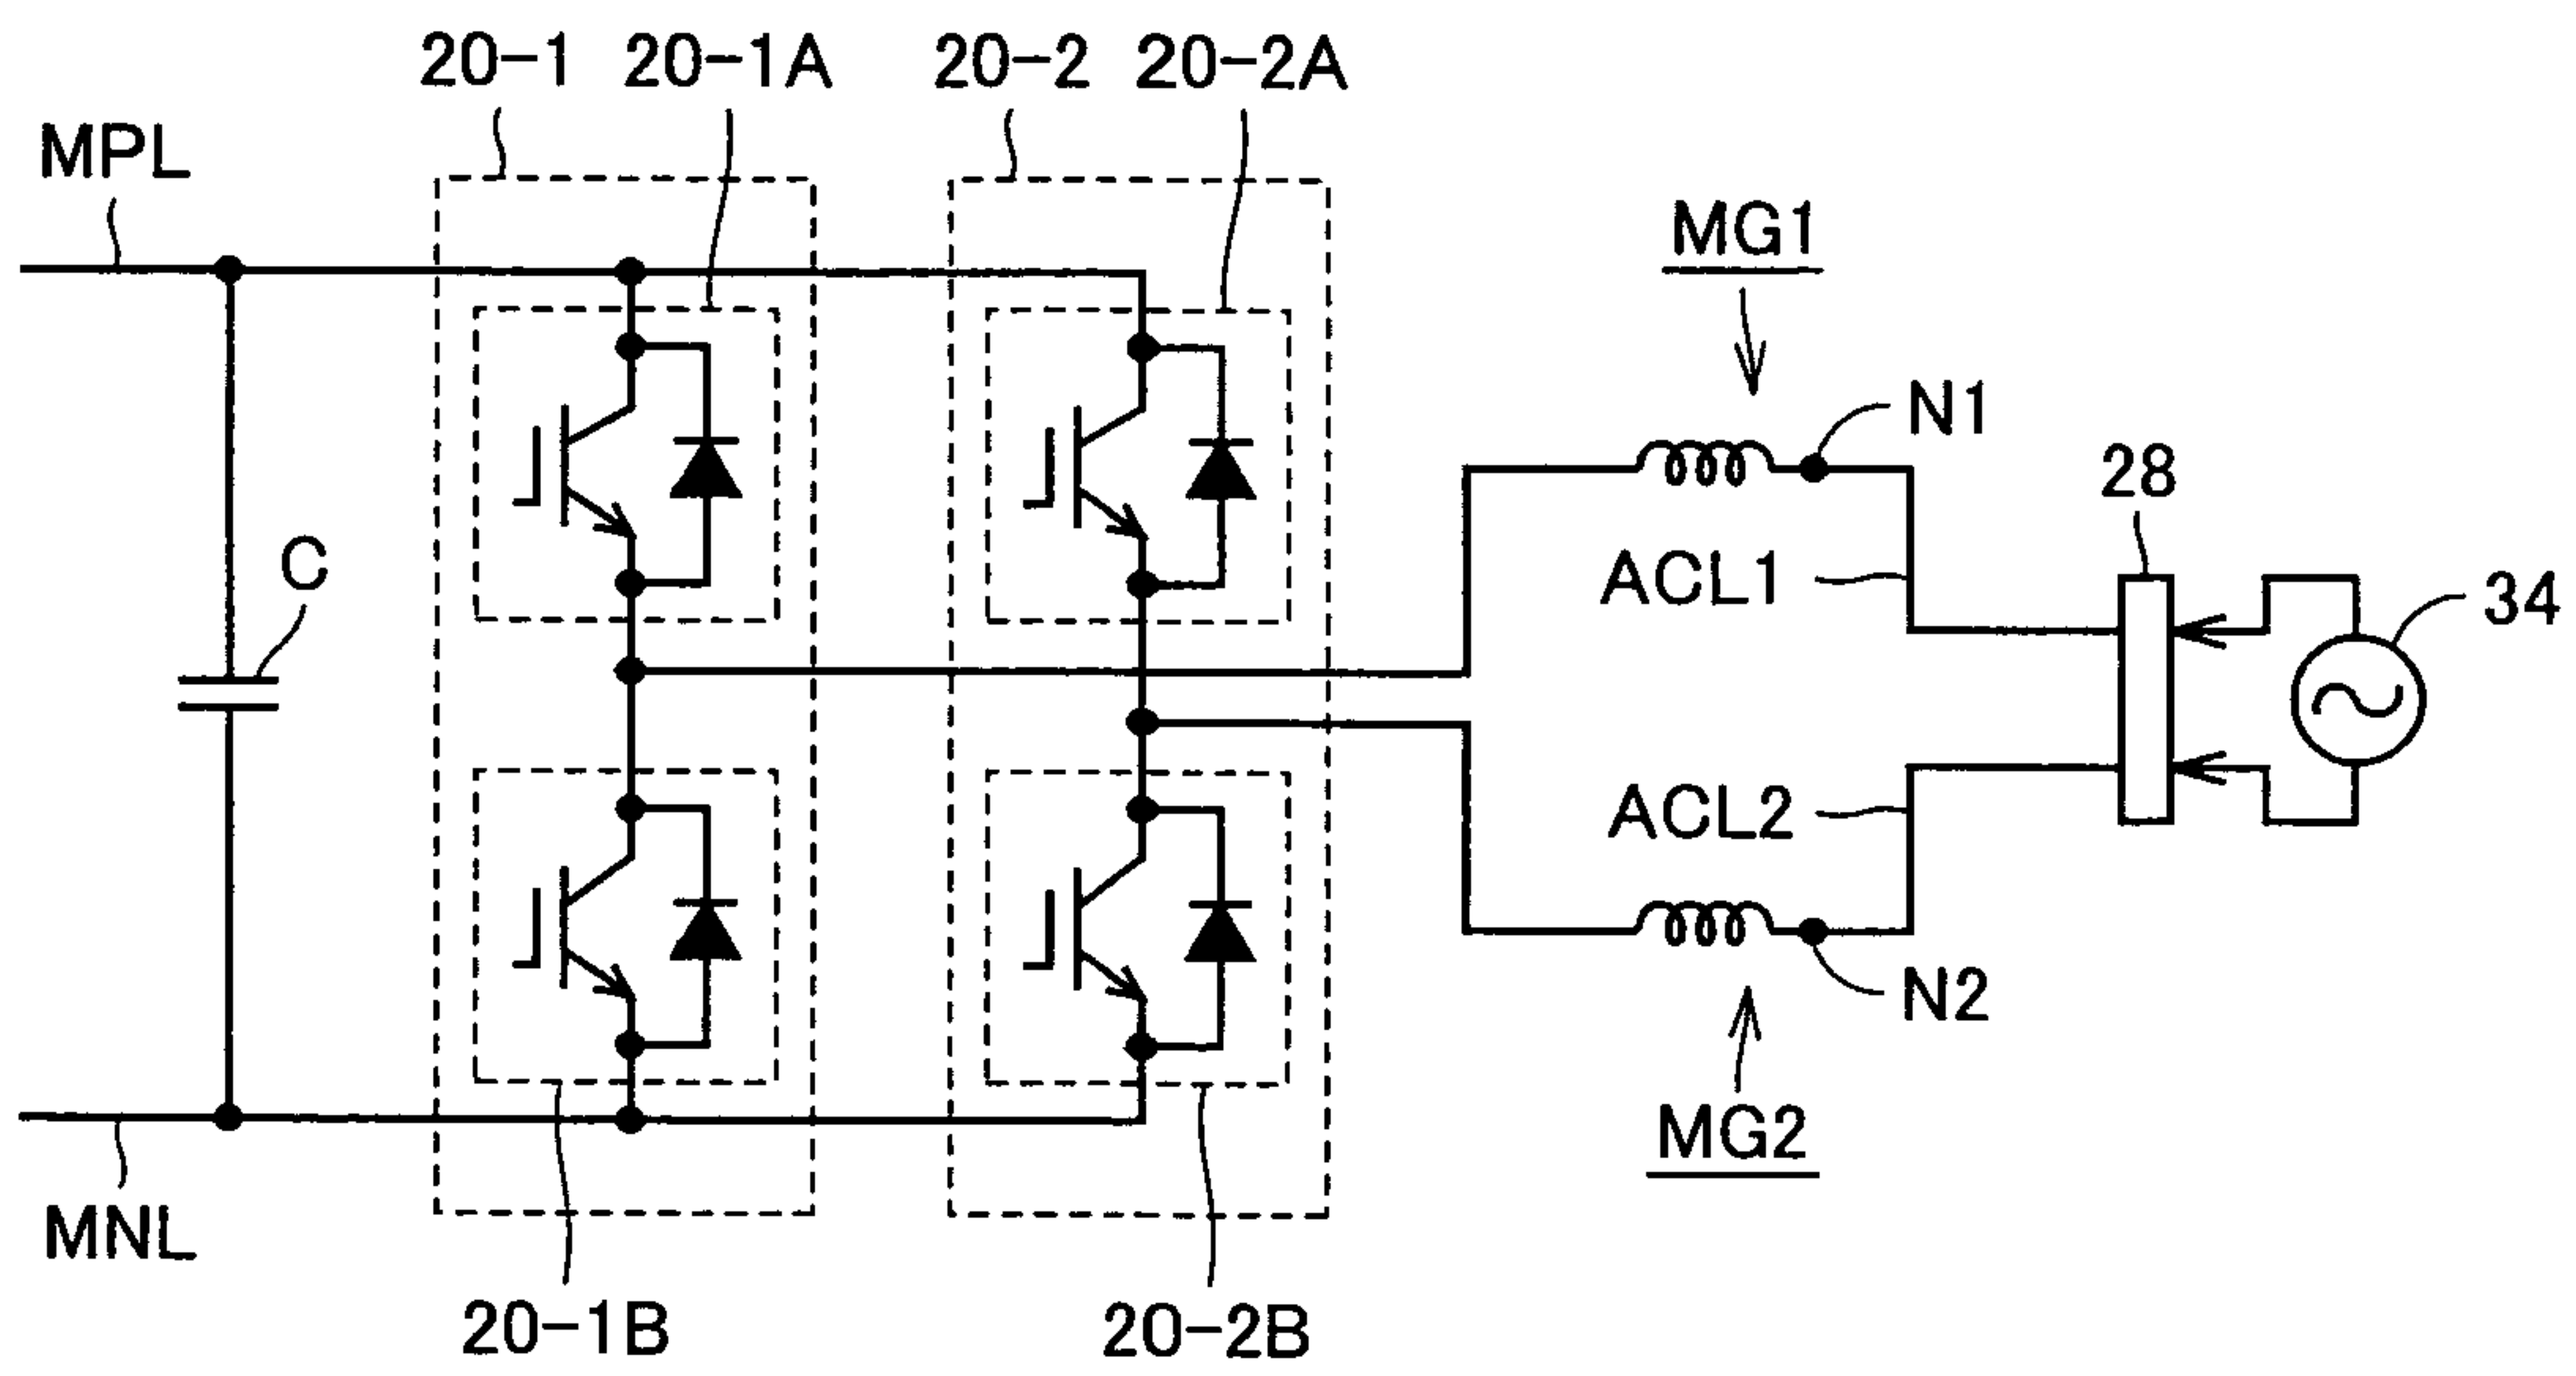 20-1 20-1A 20-2 20-2A
MPL
MG1
N1
28
C
ACL1
34
ACL2
N2
MG2
MNL
20-1B
20-2B